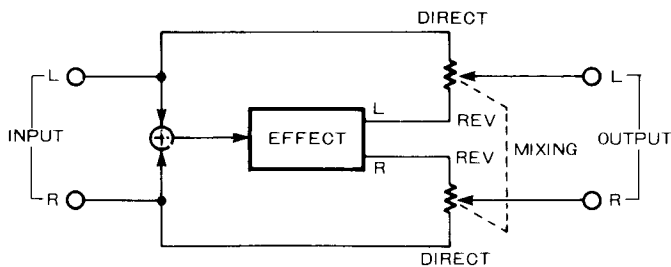 DIRECT
L
L
L
REV
INPUT
+
EFFECT
MIXING
OUTPUT
REV
R
R
R
DIRECT